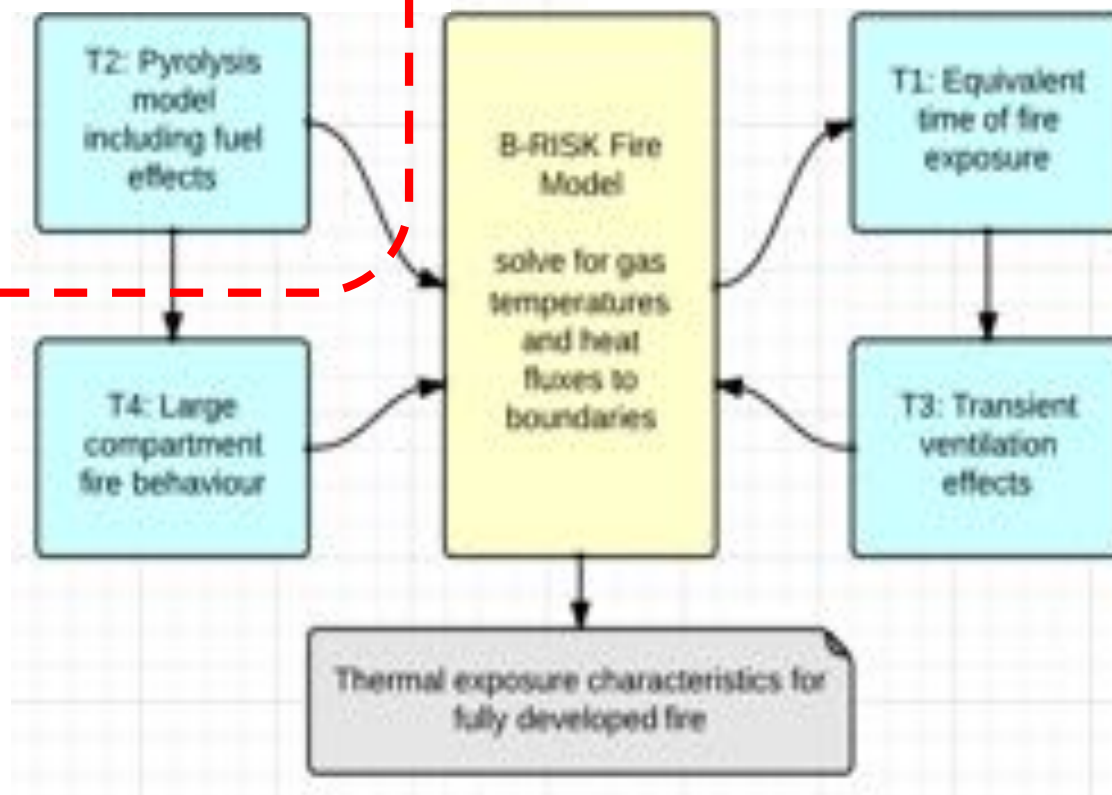 T2: Pyrolysis
model
including fuel
effects
B-RISK Fire
Model
solve for gas
temperatures
and heat
fluxes to
boundaries
T1: Equivalent
time of fire
exposure
T4: Large
compartment
fire behaviour
T3: Transient
ventilation
effects
Thermal exposure characteristics for
fully developed fire